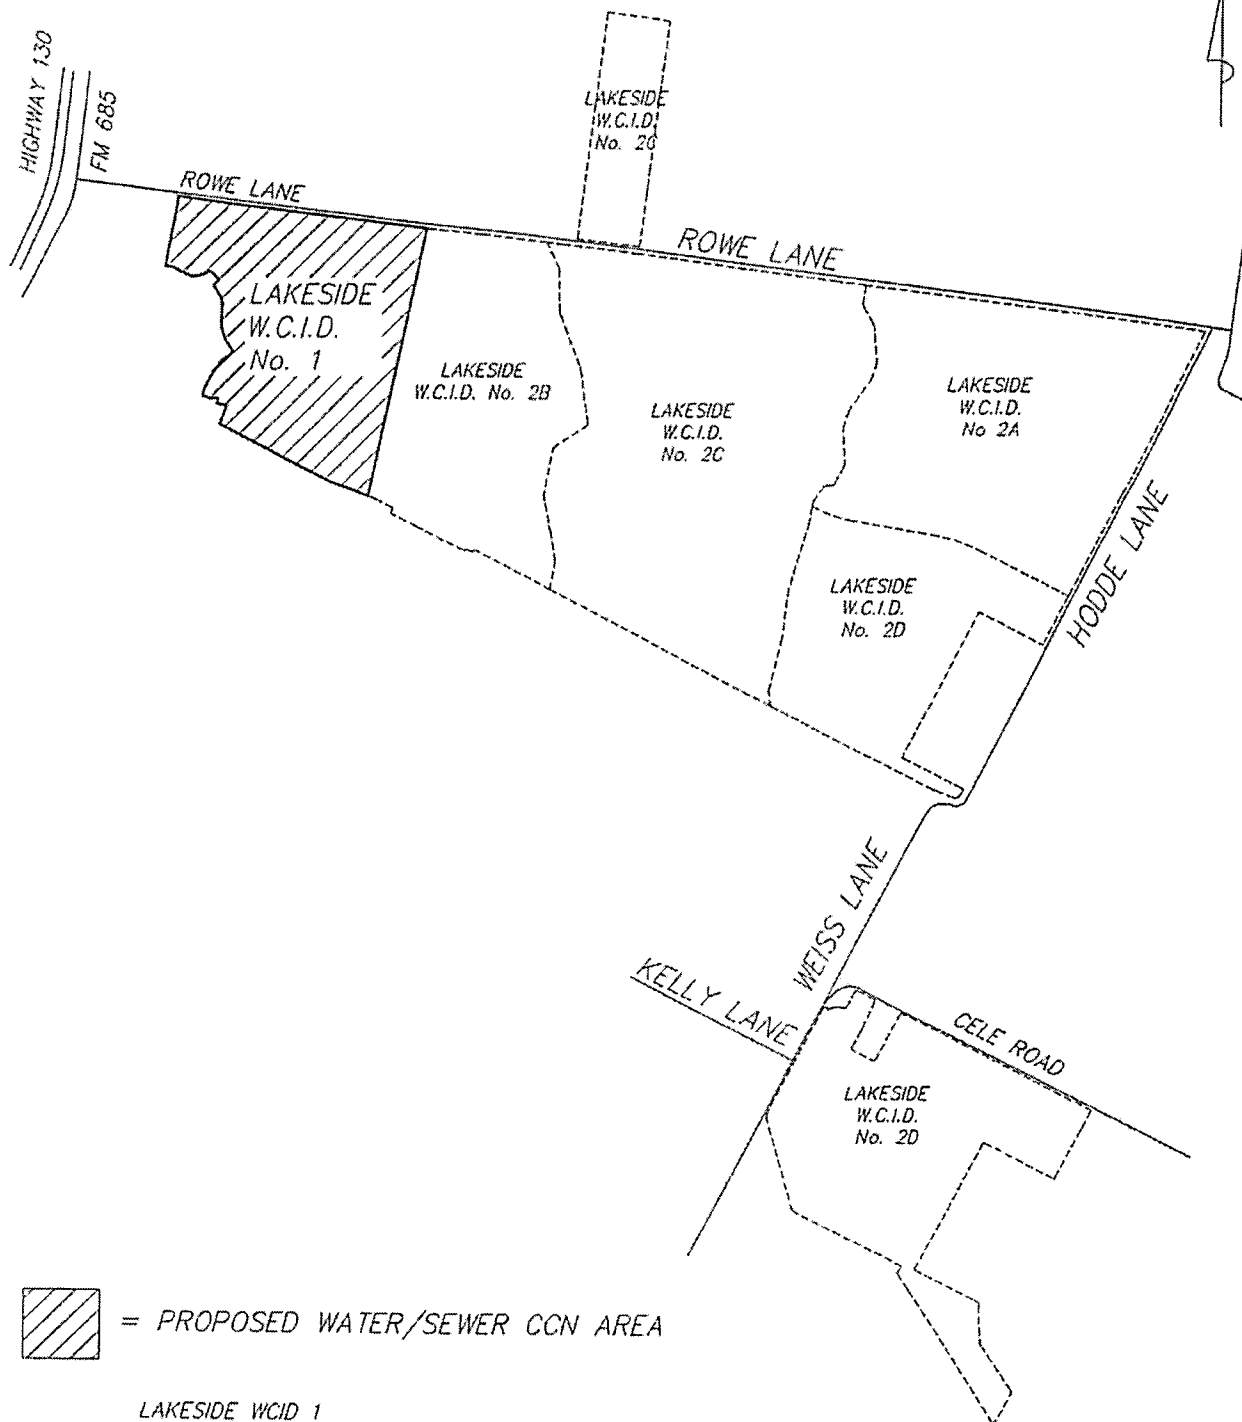 HIGHWAY 130
FM 685
LAKESIDE
W.C.I.D.
No. 2C
ROWE LANE
ROWE LANE
LAKESIDE
W.C.I.D.
No. 1
LAKESIDE
W.C.I.D. No. 2B
LAKESIDE
W.C.I.D.
No. 2C
LAKESIDE
W.C.I.D.
No 2A
HODDE LANE
LAKESIDE
W.C.I.D.
No. 2D
WEISS LANE
KELLY LANE
CELE ROAD
LAKESIDE
W.C.I.D.
No. 2D
= PROPOSED WATER/SEWER CCN AREA
LAKESIDE WCID 1